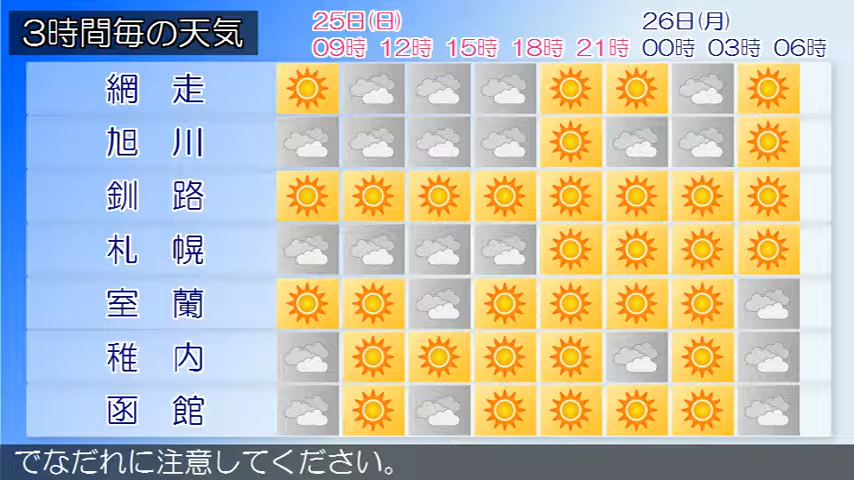 3時間毎の天気
25日(日) 26日(月)
09時 12時 15時 18時 21時 00時 03時 06時
網走
旭川
釧路
札幌
室蘭
稚内
函館
でなだれに注意してください。